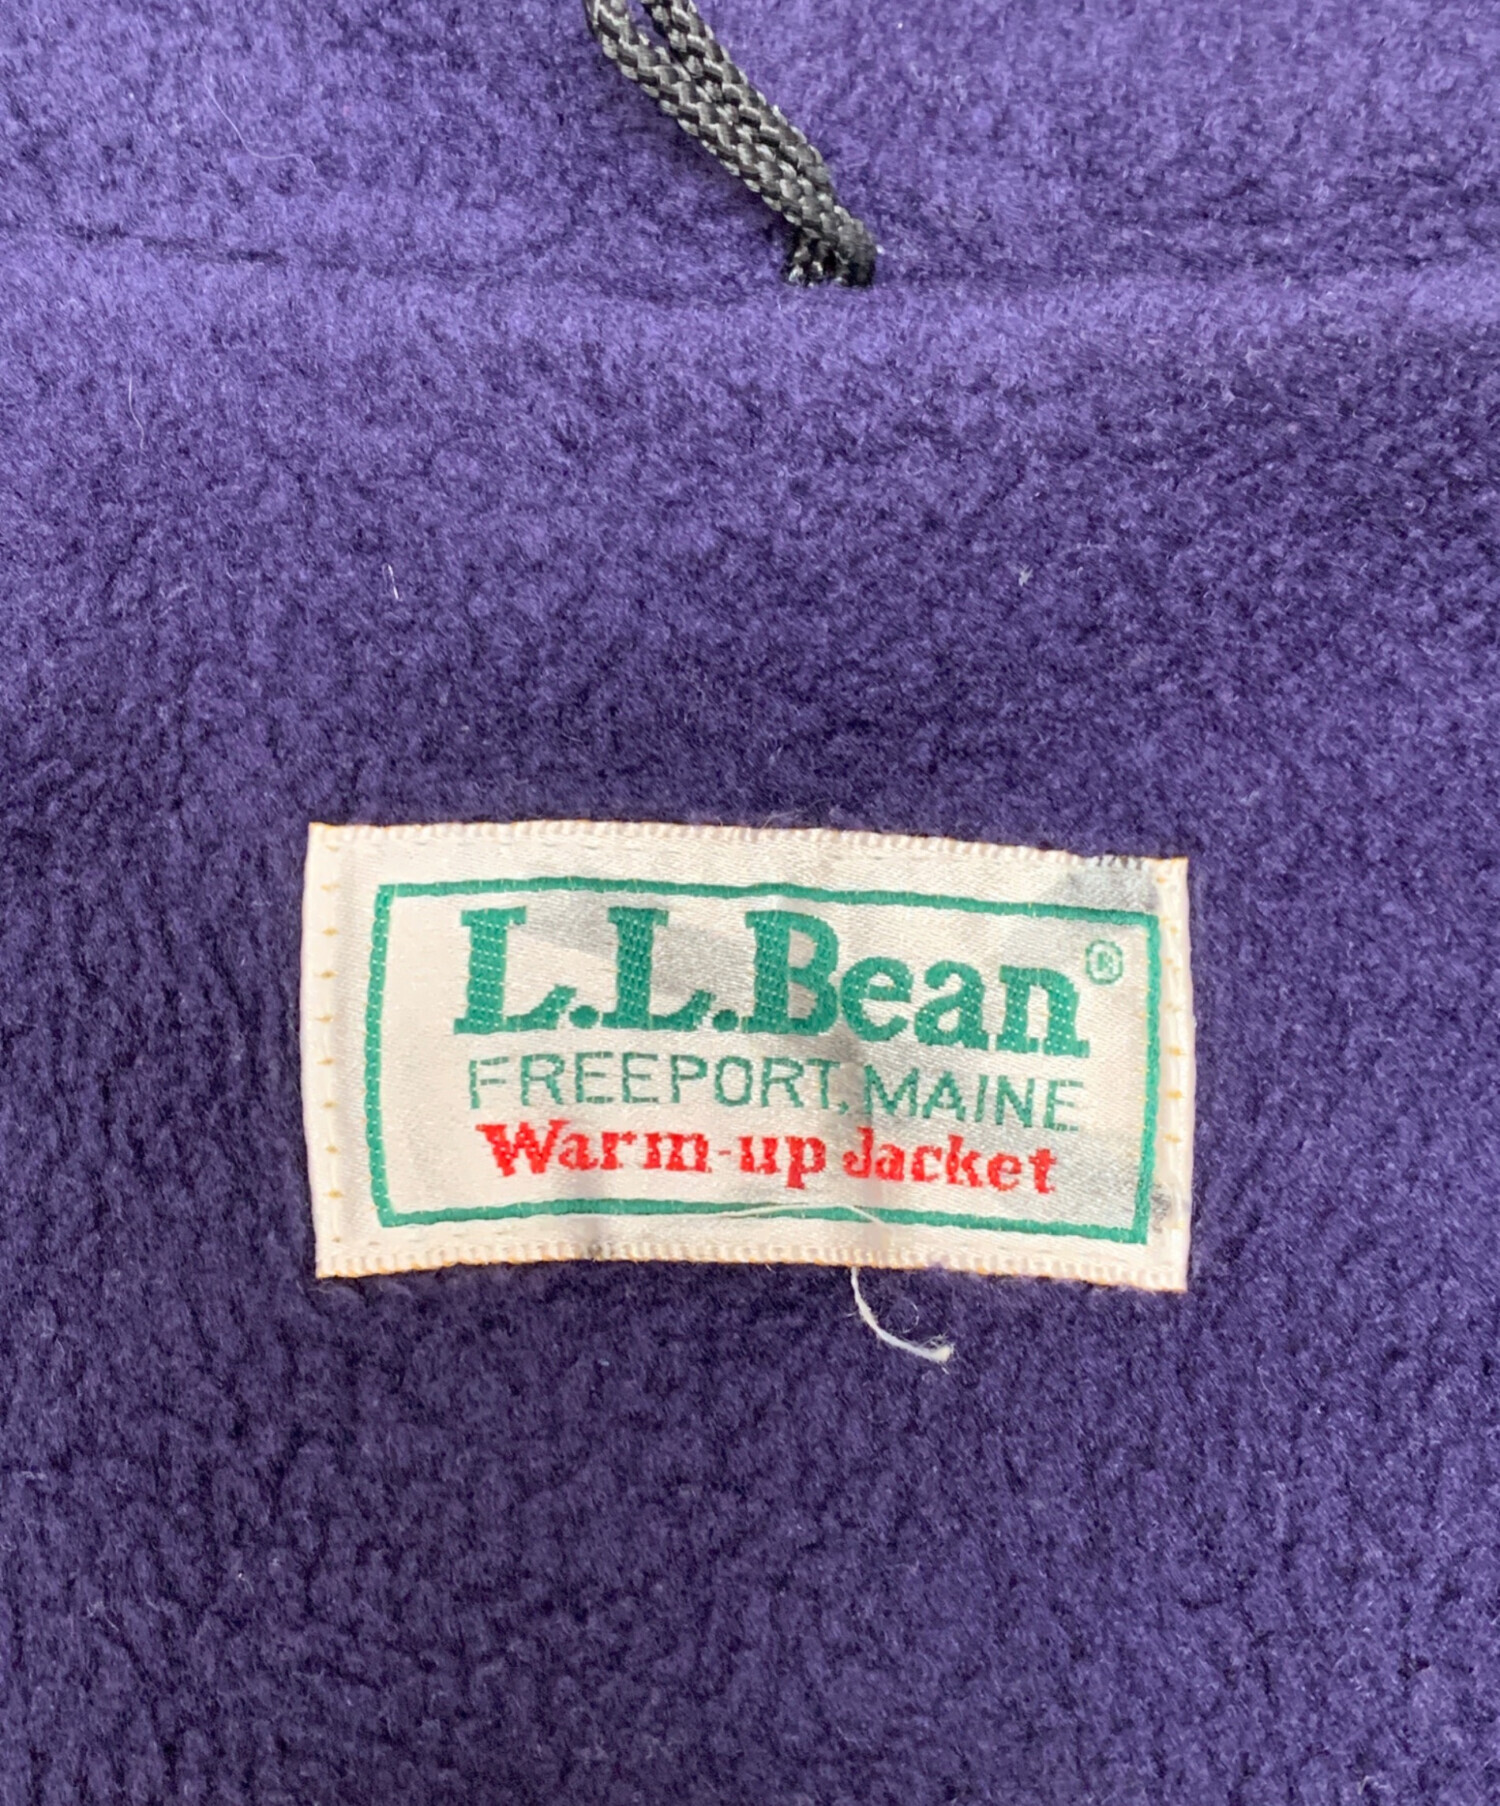 L.L.Bean®
FREEPORT, MAINE
Warm-up Jacket